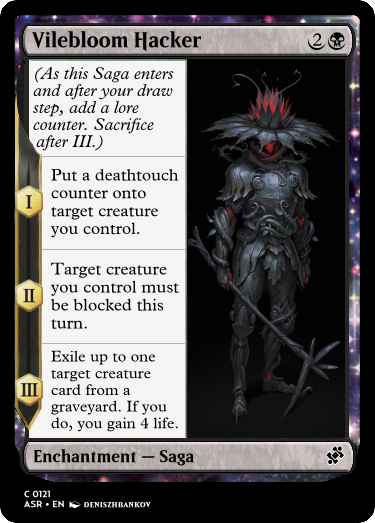 Vilebloom Hacker 2
(As this Saga enters
and after your draw
step, add a lore
counter. Sacrifice
after III.)
I
Put a deathtouch
counter onto
target creature
you control.
II
Target creature
you control must
be blocked this
turn.
III
Exile up to one
target creature
card from a
graveyard. If you
do, you gain 4 life.
Enchantment — Saga
C 0121
ASR • EN DENISZHBANKOV